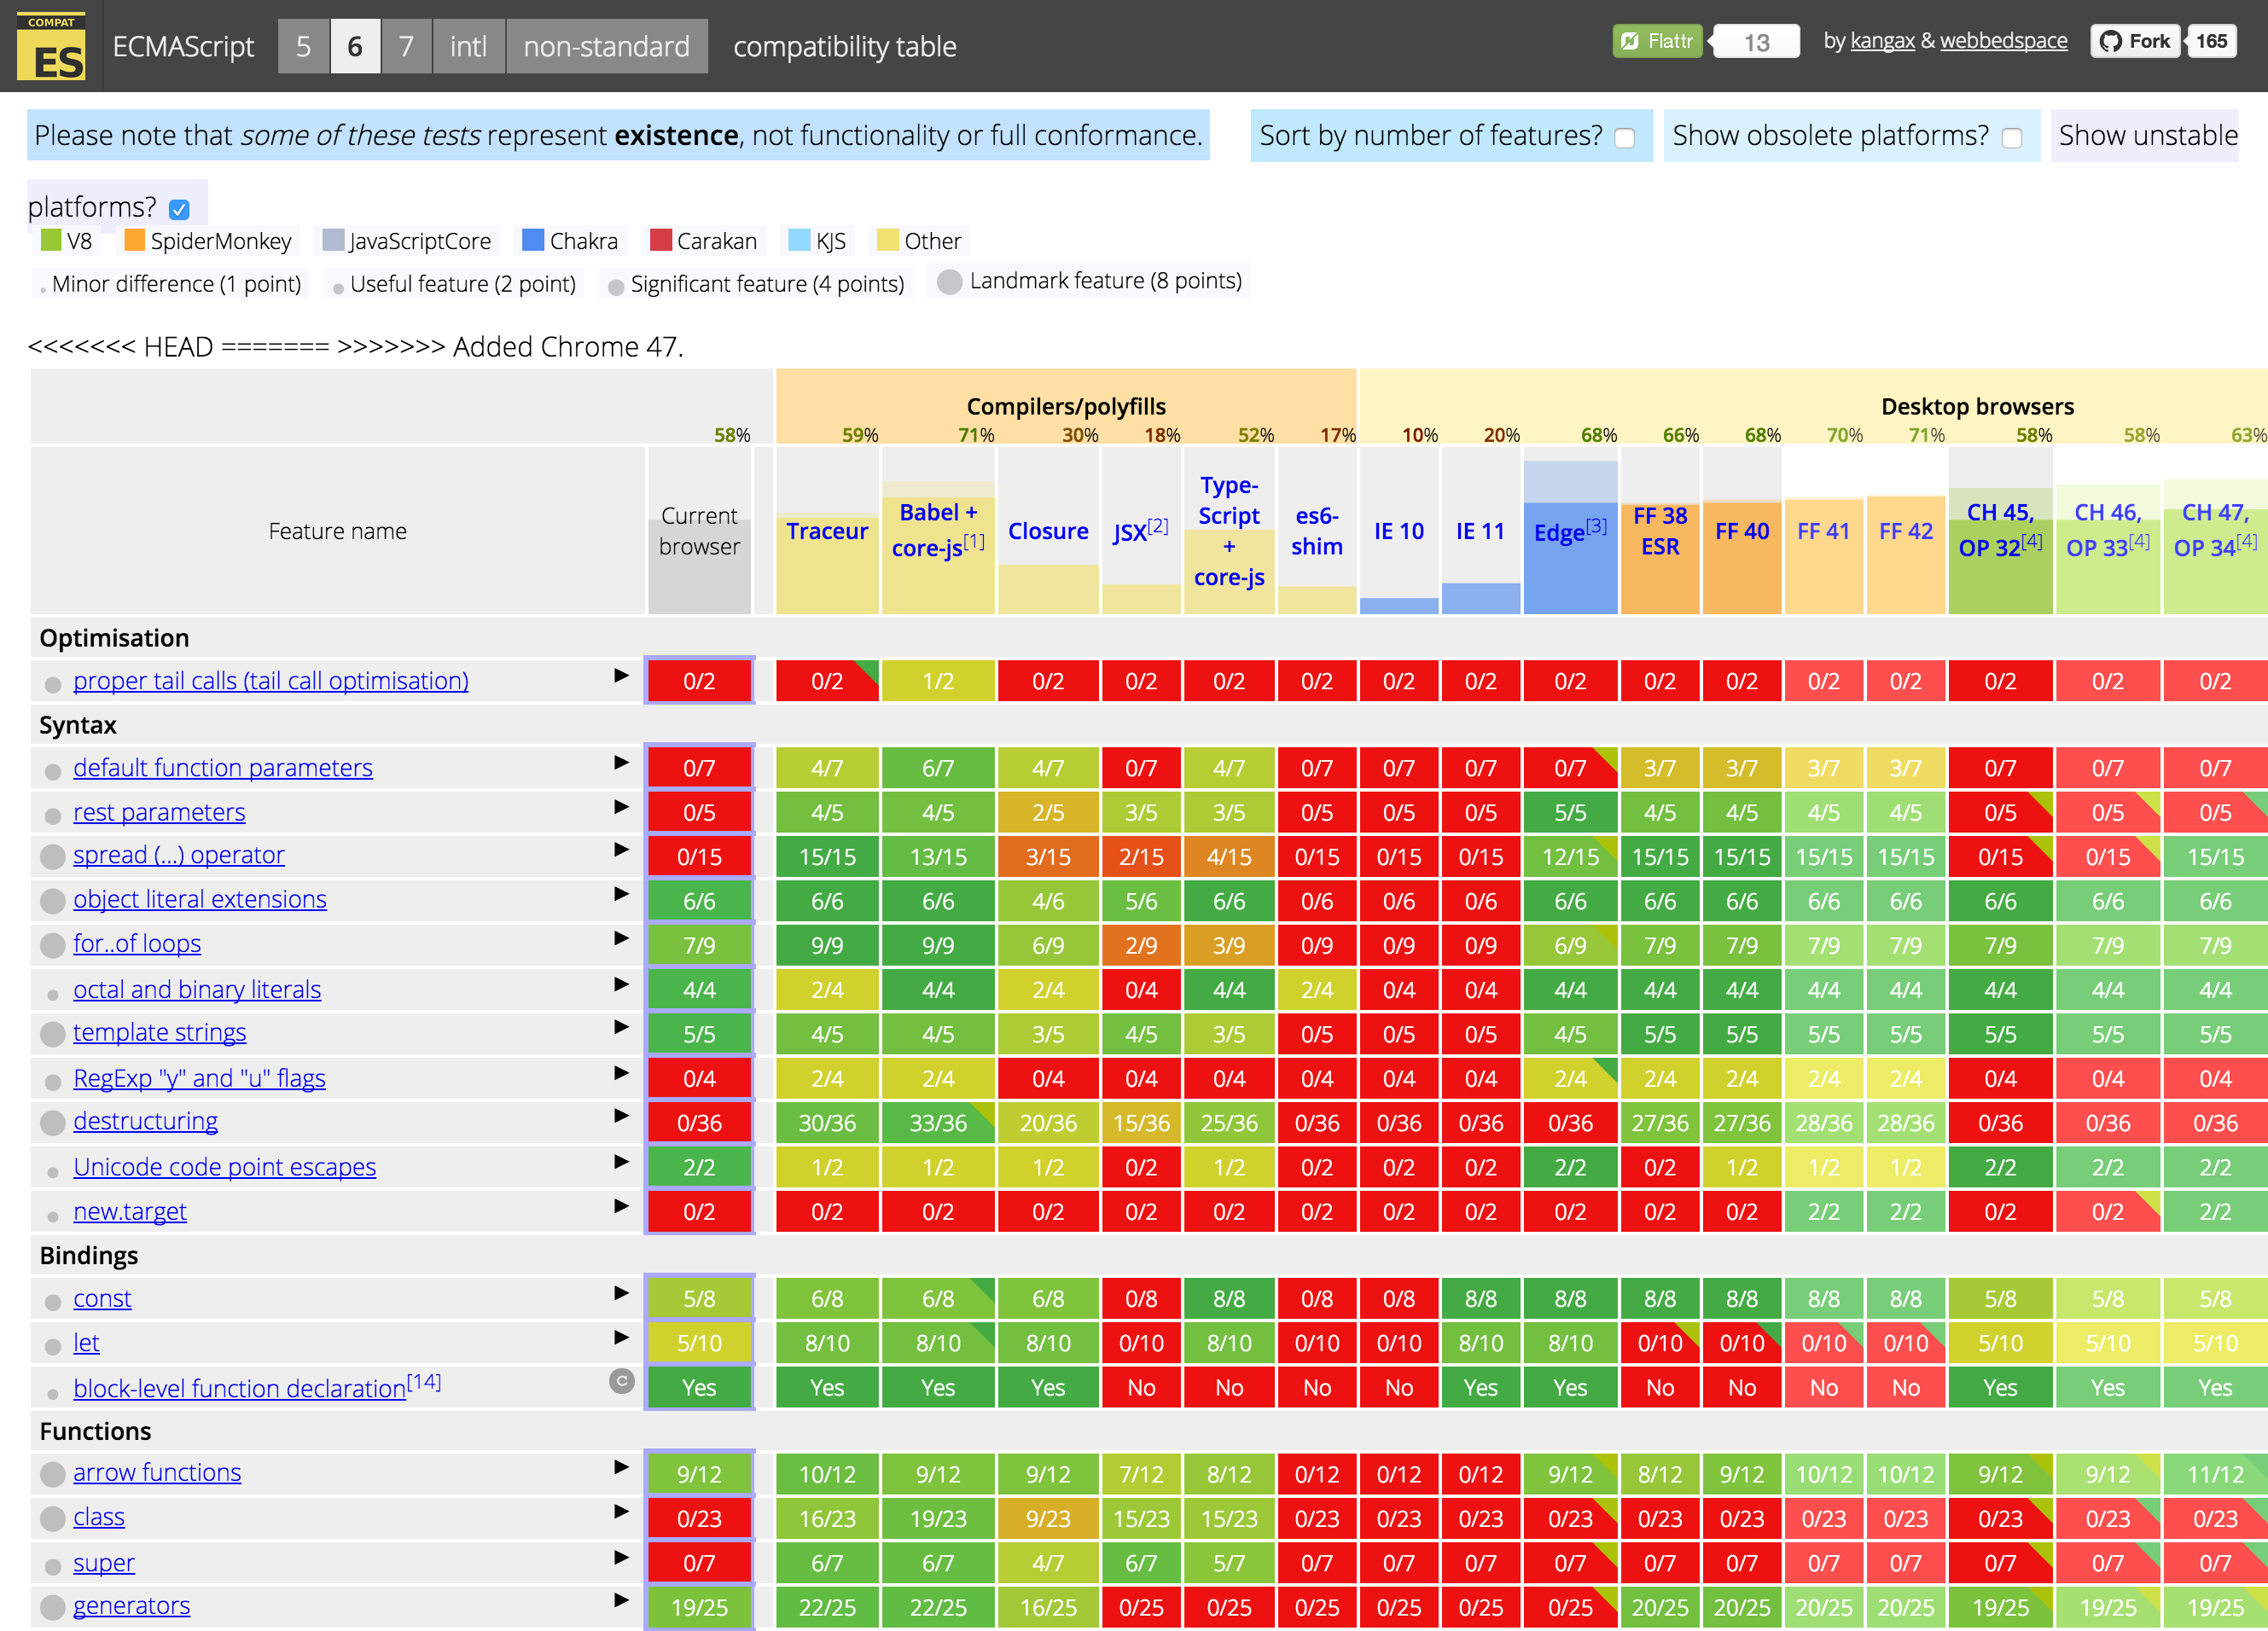 COMPAT
ES
ECMAScript 5 6 7 intl non-standard compatibility table
Flattr 13 by kangax & webbedspace Fork 165
Please note that some of these tests represent existence, not functionality or full conformance. Sort by number of features? Show obsolete platforms? Show unstable
platforms?
V8 SpiderMonkey JavaScriptCore Chakra Carakan KJS Other
Minor difference (1 point) Useful feature (2 point) Significant feature (4 points) Landmark feature (8 points)
<<<<<<< HEAD ======= >>>>>>> Added Chrome 47.
Compilers/polyfills Desktop browsers
58% 59% 71% 30% 18% 52% 17% 10% 20% 68% 66% 68% 70% 71% 58% 58% 63%
Feature name
Current
browser
Traceur
Babel +
core-js[1]
Closure
JSX[2]
Type-
Script
+
core-js
es6-
shim
IE 10
IE 11
Edge[3]
FF 38
ESR
FF 40
FF 41
FF 42
CH 45,
OP 32[4]
CH 46,
OP 33[4]
CH 47,
OP 34[4]
Optimisation
proper tail calls (tail call optimisation) 0/2 0/2 1/2 0/2 0/2 0/2 0/2 0/2 0/2 0/2 0/2 0/2 0/2 0/2 0/2 0/2 0/2
Syntax
default function parameters 0/7 4/7 6/7 4/7 0/7 4/7 0/7 0/7 0/7 0/7 3/7 3/7 3/7 3/7 0/7 0/7 0/7
rest parameters 0/5 4/5 4/5 2/5 3/5 3/5 0/5 0/5 0/5 5/5 4/5 4/5 4/5 4/5 0/5 0/5 0/5
spread (...) operator 0/15 15/15 13/15 3/15 2/15 4/15 0/15 0/15 0/15 12/15 15/15 15/15 15/15 15/15 0/15 0/15 15/15
object literal extensions 6/6 6/6 6/6 4/6 5/6 6/6 0/6 0/6 0/6 6/6 6/6 6/6 6/6 6/6 6/6 6/6 6/6
for..of loops 7/9 9/9 9/9 6/9 2/9 3/9 0/9 0/9 0/9 6/9 7/9 7/9 7/9 7/9 7/9 7/9 7/9
octal and binary literals 4/4 2/4 4/4 2/4 0/4 4/4 2/4 0/4 0/4 4/4 4/4 4/4 4/4 4/4 4/4 4/4 4/4
template strings 5/5 4/5 4/5 3/5 4/5 3/5 0/5 0/5 0/5 4/5 5/5 5/5 5/5 5/5 5/5 5/5 5/5
RegExp "y" and "u" flags 0/4 2/4 2/4 0/4 0/4 0/4 0/4 0/4 0/4 2/4 2/4 2/4 2/4 2/4 0/4 0/4 0/4
destructuring 0/36 30/36 33/36 20/36 15/36 25/36 0/36 0/36 0/36 0/36 27/36 27/36 28/36 28/36 0/36 0/36 0/36
Unicode code point escapes 2/2 1/2 1/2 1/2 0/2 1/2 0/2 0/2 0/2 2/2 0/2 1/2 1/2 1/2 2/2 2/2 2/2
new.target 0/2 0/2 0/2 0/2 0/2 0/2 0/2 0/2 0/2 0/2 0/2 0/2 2/2 2/2 0/2 0/2 2/2
Bindings
const 5/8 6/8 6/8 6/8 0/8 8/8 0/8 0/8 8/8 8/8 8/8 8/8 8/8 8/8 5/8 5/8 5/8
let 5/10 8/10 8/10 8/10 0/10 8/10 0/10 0/10 8/10 8/10 0/10 0/10 0/10 0/10 5/10 5/10 5/10
block-level function declaration[14] C Yes Yes Yes Yes No No No No Yes Yes No No No No Yes Yes Yes
Functions
arrow functions 9/12 10/12 9/12 9/12 7/12 8/12 0/12 0/12 0/12 9/12 8/12 9/12 10/12 10/12 9/12 9/12 11/12
class 0/23 16/23 19/23 9/23 15/23 15/23 0/23 0/23 0/23 0/23 0/23 0/23 0/23 0/23 0/23 0/23 0/23
super 0/7 6/7 6/7 4/7 6/7 5/7 0/7 0/7 0/7 0/7 0/7 0/7 0/7 0/7 0/7 0/7 0/7
generators 19/25 22/25 22/25 16/25 0/25 0/25 0/25 0/25 0/25 0/25 20/25 20/25 20/25 20/25 19/25 19/25 19/25